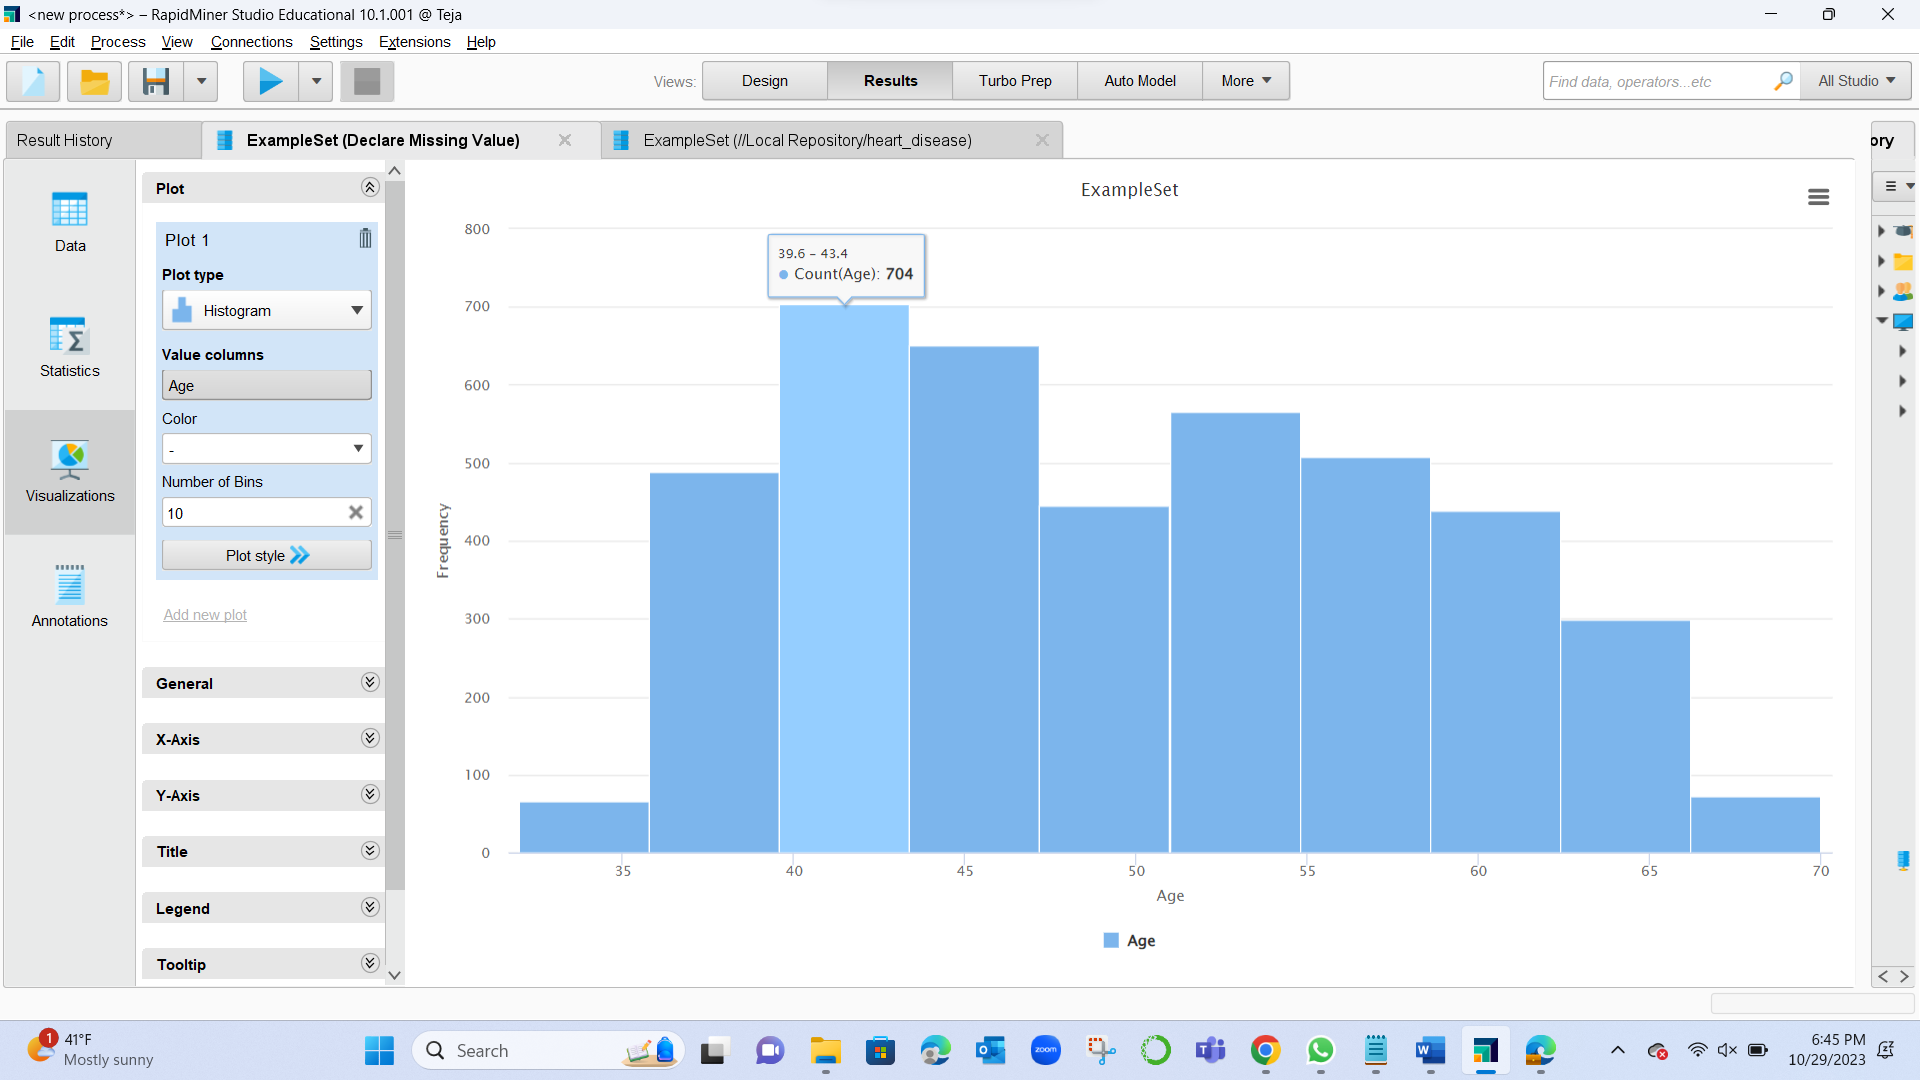 <new process*> – RapidMiner Studio Educational 10.1.001 @ Teja
File Edit Process View Connections Settings Extensions Help
Views: Design Results Turbo Prep Auto Model More Find data, operators...etc All Studio
Result History ExampleSet (Declare Missing Value) ExampleSet (//Local Repository/heart_disease) ory
Data
Statistics
Visualizations
Annotations
Plot
Plot 1
Plot type
Histogram
Value columns
Age
Color
-
Number of Bins
10
Plot style
Add new plot
General
X-Axis
Y-Axis
Title
Legend
Tooltip
ExampleSet
39.6 – 43.4
Count(Age): 704
800
700
600
500
400
300
200
100
0
Frequency
35 40 45 50 55 60 65 70
Age
Age
1
41°F
Mostly sunny
Search
zoom
6:45 PM
10/29/2023